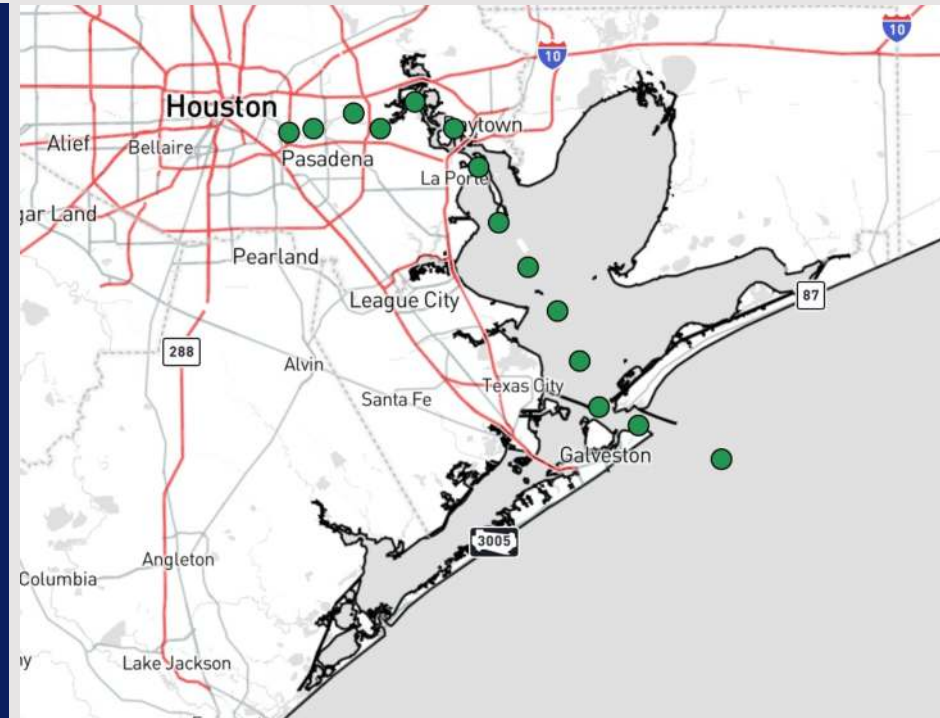 10
10
Houston
Baytown
Alief
Bellaire
Pasadena
La Porte
gar Land
Pearland
87
League City
288
Alvin
Texas City
Santa Fe
Galveston
3005
Angleton
Columbia
Lake Jackson